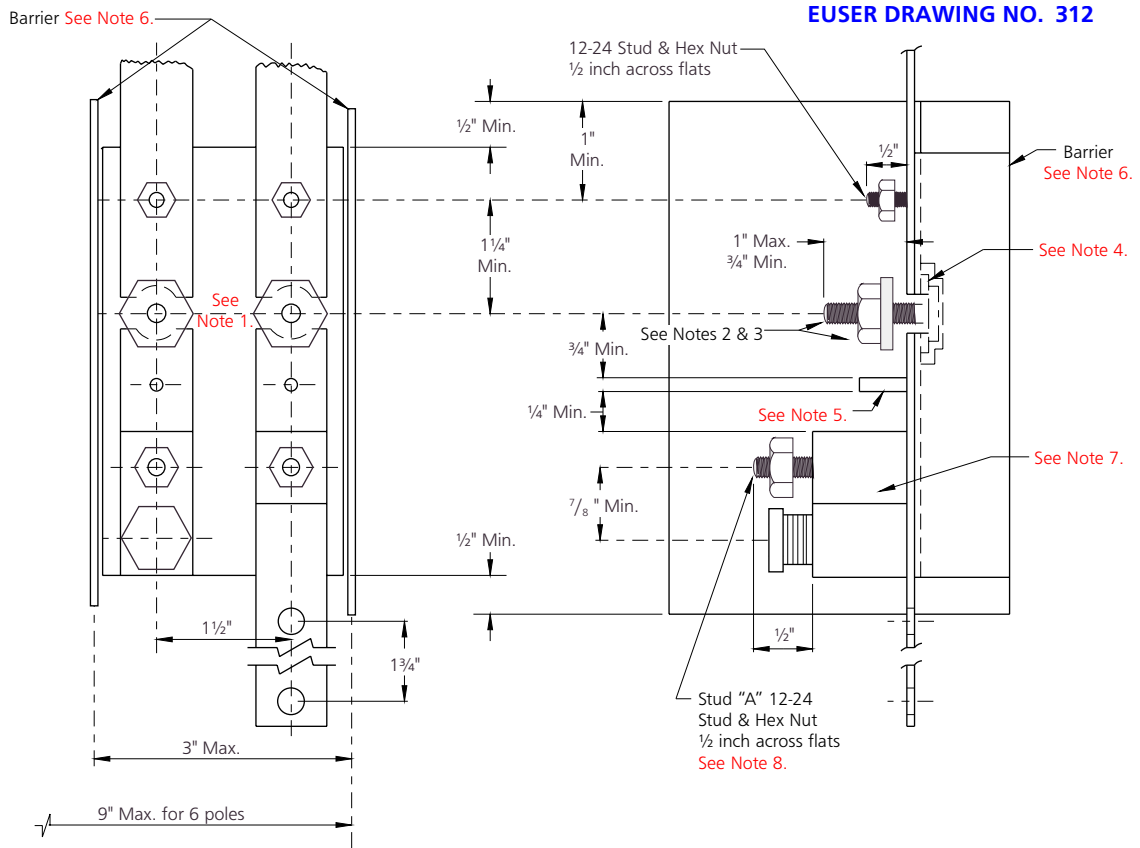 EUSER DRAWING NO. 312
Barrier See Note 6.
12-24 Stud & Hex Nut
½ inch across flats
½" Min.
1"
Min.
½"
Barrier
See Note 6.
1¼"
Min.
1" Max.
¾" Min.
See Note 4.
See
Note 1.
See Notes 2 & 3
¾" Min.
¼" Min.
See Note 5.
See Note 7.
⅞" Min.
½" Min.
1½"
1¾"
½"
Stud “A” 12-24
Stud & Hex Nut
½ inch across flats
See Note 8.
3" Max.
9" Max. for 6 poles